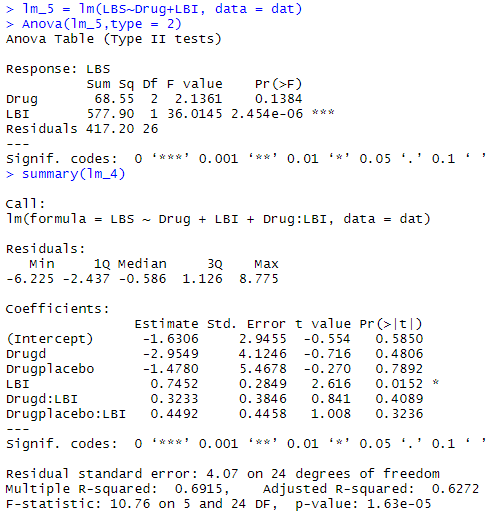 > lm_5 = lm(LBS~Drug+LBI, data = dat)
> Anova(lm_5,type = 2)
Anova Table (Type II tests)
Response: LBS
Sum Sq Df F value Pr(>F)
Drug 68.55 2 2.1361 0.1384
LBI 577.90 1 36.0145 2.454e-06 ***
Residuals 417.20 26
---
Signif. codes: 0 ‘***’ 0.001 ‘**’ 0.01 ‘*’ 0.05 ‘.’ 0.1 ‘ ’
> summary(lm_4)
Call:
lm(formula = LBS ~ Drug + LBI + Drug:LBI, data = dat)
Residuals:
Min 1Q Median 3Q Max
-6.225 -2.437 -0.586 1.126 8.775
Coefficients:
Estimate Std. Error t value Pr(>|t|)
(Intercept) -1.6306 2.9455 -0.554 0.5850
Drugd -2.9549 4.1246 -0.716 0.4806
Drugplacebo -1.4780 5.4678 -0.270 0.7892
LBI 0.7452 0.2849 2.616 0.0152 *
Drugd:LBI 0.3233 0.3846 0.841 0.4089
Drugplacebo:LBI 0.4492 0.4458 1.008 0.3236
---
Signif. codes: 0 ‘***’ 0.001 ‘**’ 0.01 ‘*’ 0.05 ‘.’ 0.1 ‘ ’
Residual standard error: 4.07 on 24 degrees of freedom
Multiple R-squared: 0.6915, Adjusted R-squared: 0.6272
F-statistic: 10.76 on 5 and 24 DF, p-value: 1.63e-05